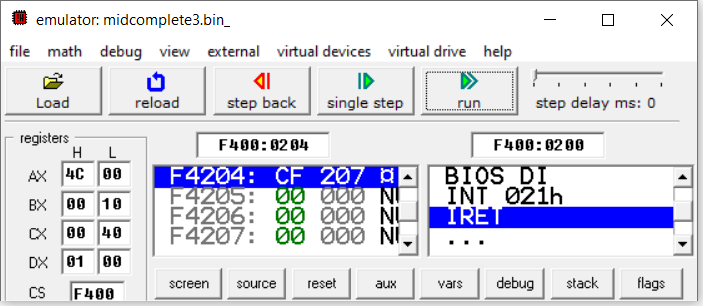 emulator: midcomplete3.bin_
file math debug view external virtual devices virtual drive help
Load reload step back single step run step delay ms: 0
registers
F400:0204 F400:0200
H L
AX 4C 00
BX 00 10
CX 00 40
DX 01 00
CS F400
F4204: CF 207 ¤
F4205: 00 000 NU
F4206: 00 000 NU
F4207: 00 000 NU
BIOS DI
INT 021h
IRET
...
screen source reset aux vars debug stack flags